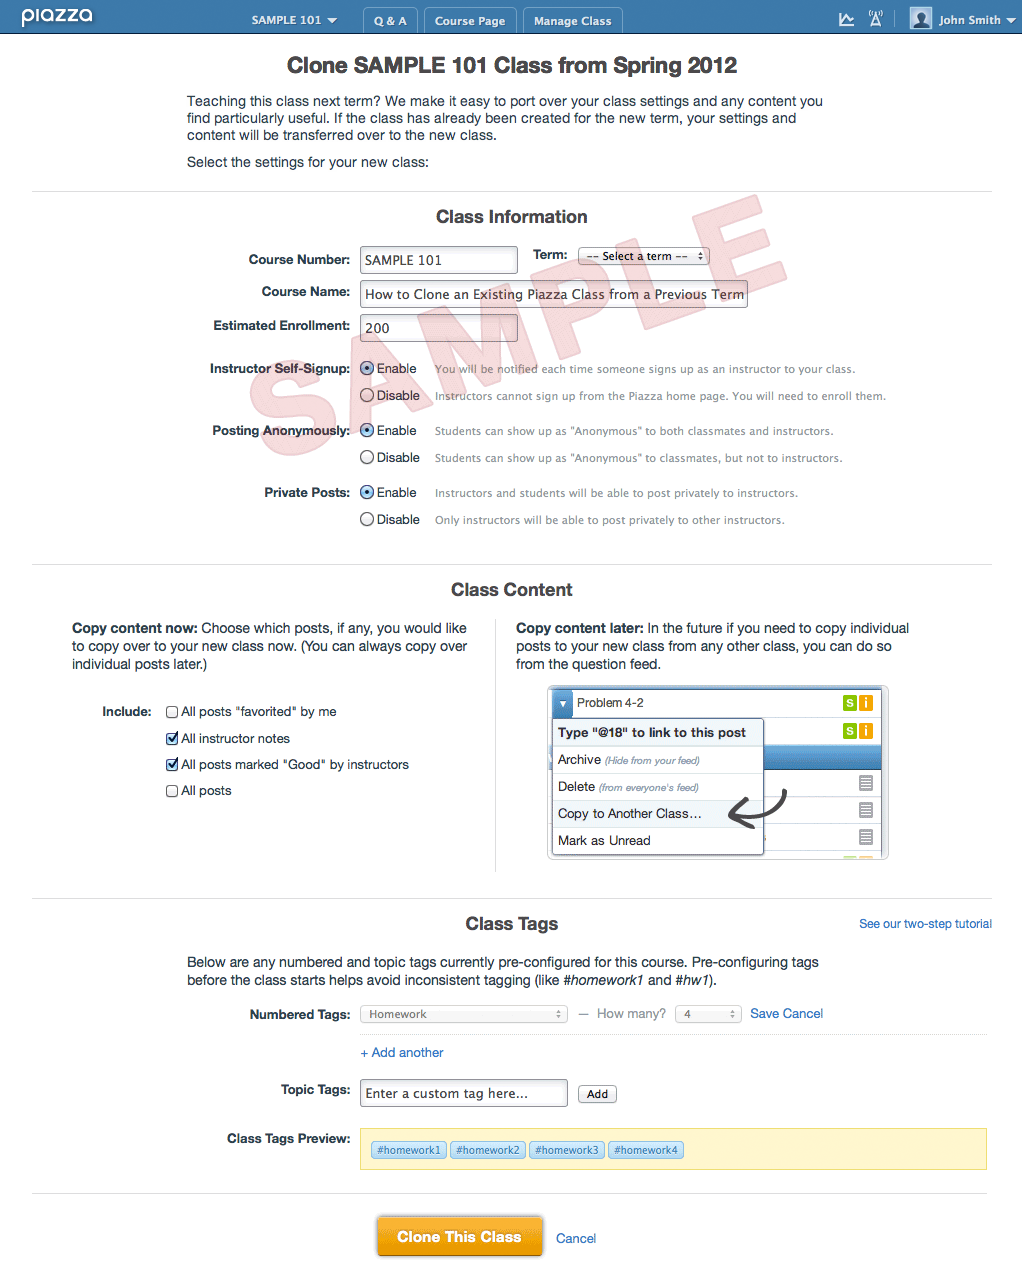 piazza
SAMPLE 101
Q & A
Course Page
Manage Class
John Smith
Clone SAMPLE 101 Class from Spring 2012
Teaching this class next term? We make it easy to port over your class settings and any content you
find particularly useful. If the class has already been created for the new term, your settings and
content will be transferred over to the new class.
Select the settings for your new class:
SAMPLE
Class Information
Course Number: SAMPLE 101 Term: -- Select a term --
Course Name: How to Clone an Existing Piazza Class from a Previous Term
Estimated Enrollment: 200
Instructor Self-Signup: Enable You will be notified each time someone signs up as an instructor to your class.
Disable Instructors cannot sign up from the Piazza home page. You will need to enroll them.
Posting Anonymously: Enable Students can show up as "Anonymous" to both classmates and instructors.
Disable Students can show up as "Anonymous" to classmates, but not to instructors.
Private Posts: Enable Instructors and students will be able to post privately to instructors.
Disable Only instructors will be able to post privately to other instructors.
Class Content
Copy content now: Choose which posts, if any, you would like
to copy over to your new class now. (You can always copy over
individual posts later.)
Include: All posts "favorited" by me
All instructor notes
All posts marked "Good" by instructors
All posts
Copy content later: In the future if you need to copy individual
posts to your new class from any other class, you can do so
from the question feed.
Problem 4-2 S i
Type "@18" to link to this post S i
Archive (Hide from your feed)
Delete (from everyone's feed)
Copy to Another Class...
Mark as Unread
Class Tags
See our two-step tutorial
Below are any numbered and topic tags currently pre-configured for this course. Pre-configuring tags
before the class starts helps avoid inconsistent tagging (like #homework1 and #hw1).
Numbered Tags: Homework — How many? 4 Save Cancel
+ Add another
Topic Tags: Enter a custom tag here... Add
Class Tags Preview: #homework1 #homework2 #homework3 #homework4
Clone This Class Cancel